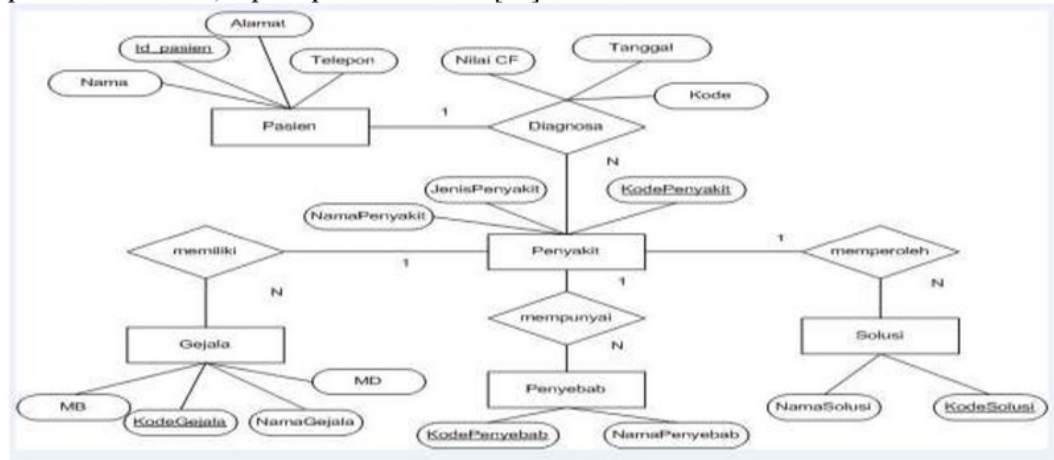 Alamat
Id_pasien
Telepon
Nama
Pasien
1
Nilai CF
Tanggal
Kode
Diagnosa
N
JenisPenyakit
KodePenyakit
NamaPenyakit
memiliki
1
Penyakit
1
memperoleh
N
1
N
mempunyai
Gejala
N
Solusi
MD
Penyebab
MB
KodeGejala
NamaGejala
KodePenyebab
NamaPenyebab
NamaSolusi
KodeSolusi